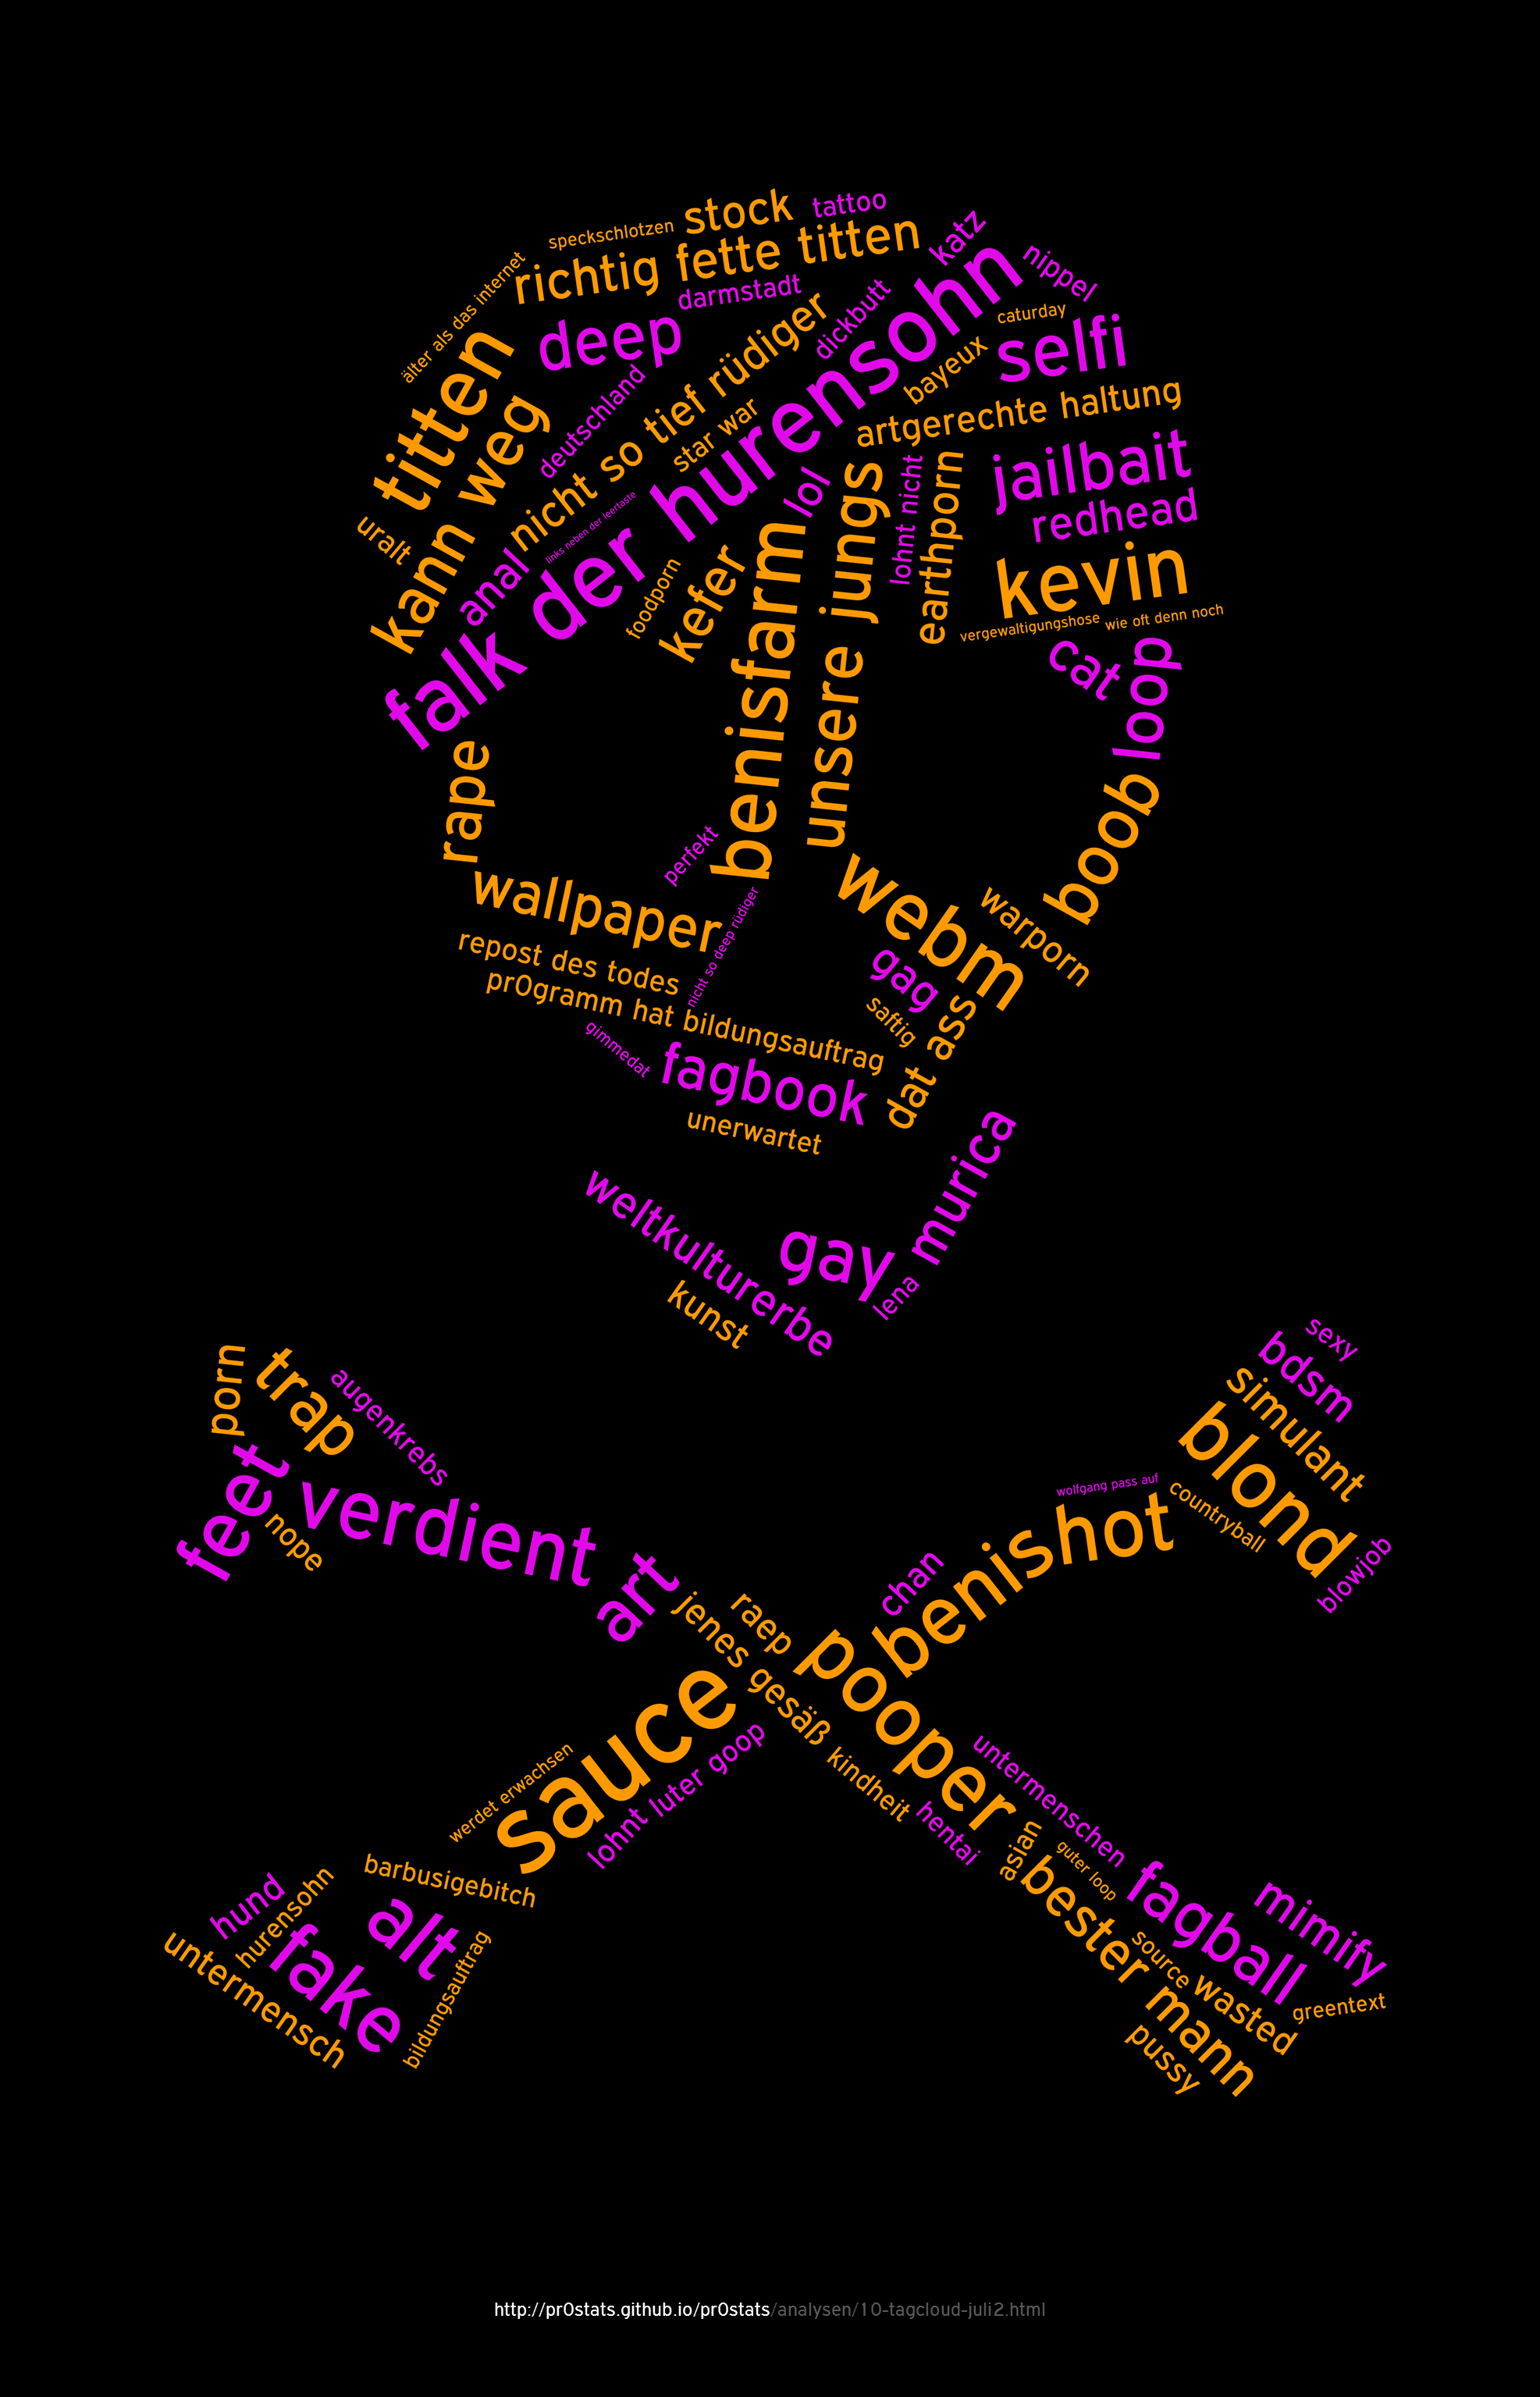 stock
tattoo
speckschlotzen
richtig fette titten
katz
nippel
älter als das internet
darmstadt
deep
dickbutt
caturday
selfi
titten
nicht so tief rüdiger
falk der hurensohn
bayeux
deutschland
star war
artgerechte haltung
kann weg
jailbait
lol
lohnt nicht
earthporn
redhead
links neben der leertaste
uralt
anal
foodporn
kefer
benisfarm
unsere jungs
kevin
vergewaltigungshose
wie oft denn noch
cat
loop
rape
boob
perfekt
wallpaper
webm
warporn
nicht so deep rüdiger
repost des todes
pr0gramm hat bildungsauftrag
gag
saftig
dat ass
gimmedat
fagbook
unerwartet
murica
weltkulturerbe
gay
lena
kunst
sexy
bdsm
porn
trap
augenkrebs
simulant
blond
feet
verdient
nope
wolfgang pass auf
countryball
benishot
blowjob
art
chan
raep
jenes gesäß
pooper
sauce
lohnt luter goop
werdet erwachsen
kindheit
untermenschen
hentai
asian
guter loop
barbusigebitch
bester mann
fagball
mimify
hund
hurensohn
alt
fake
untermensch
bildungsauftrag
source
wasted
greentext
pussy
http://pr0stats.github.io/pr0stats/analysen/10-tagcloud-juli2.html